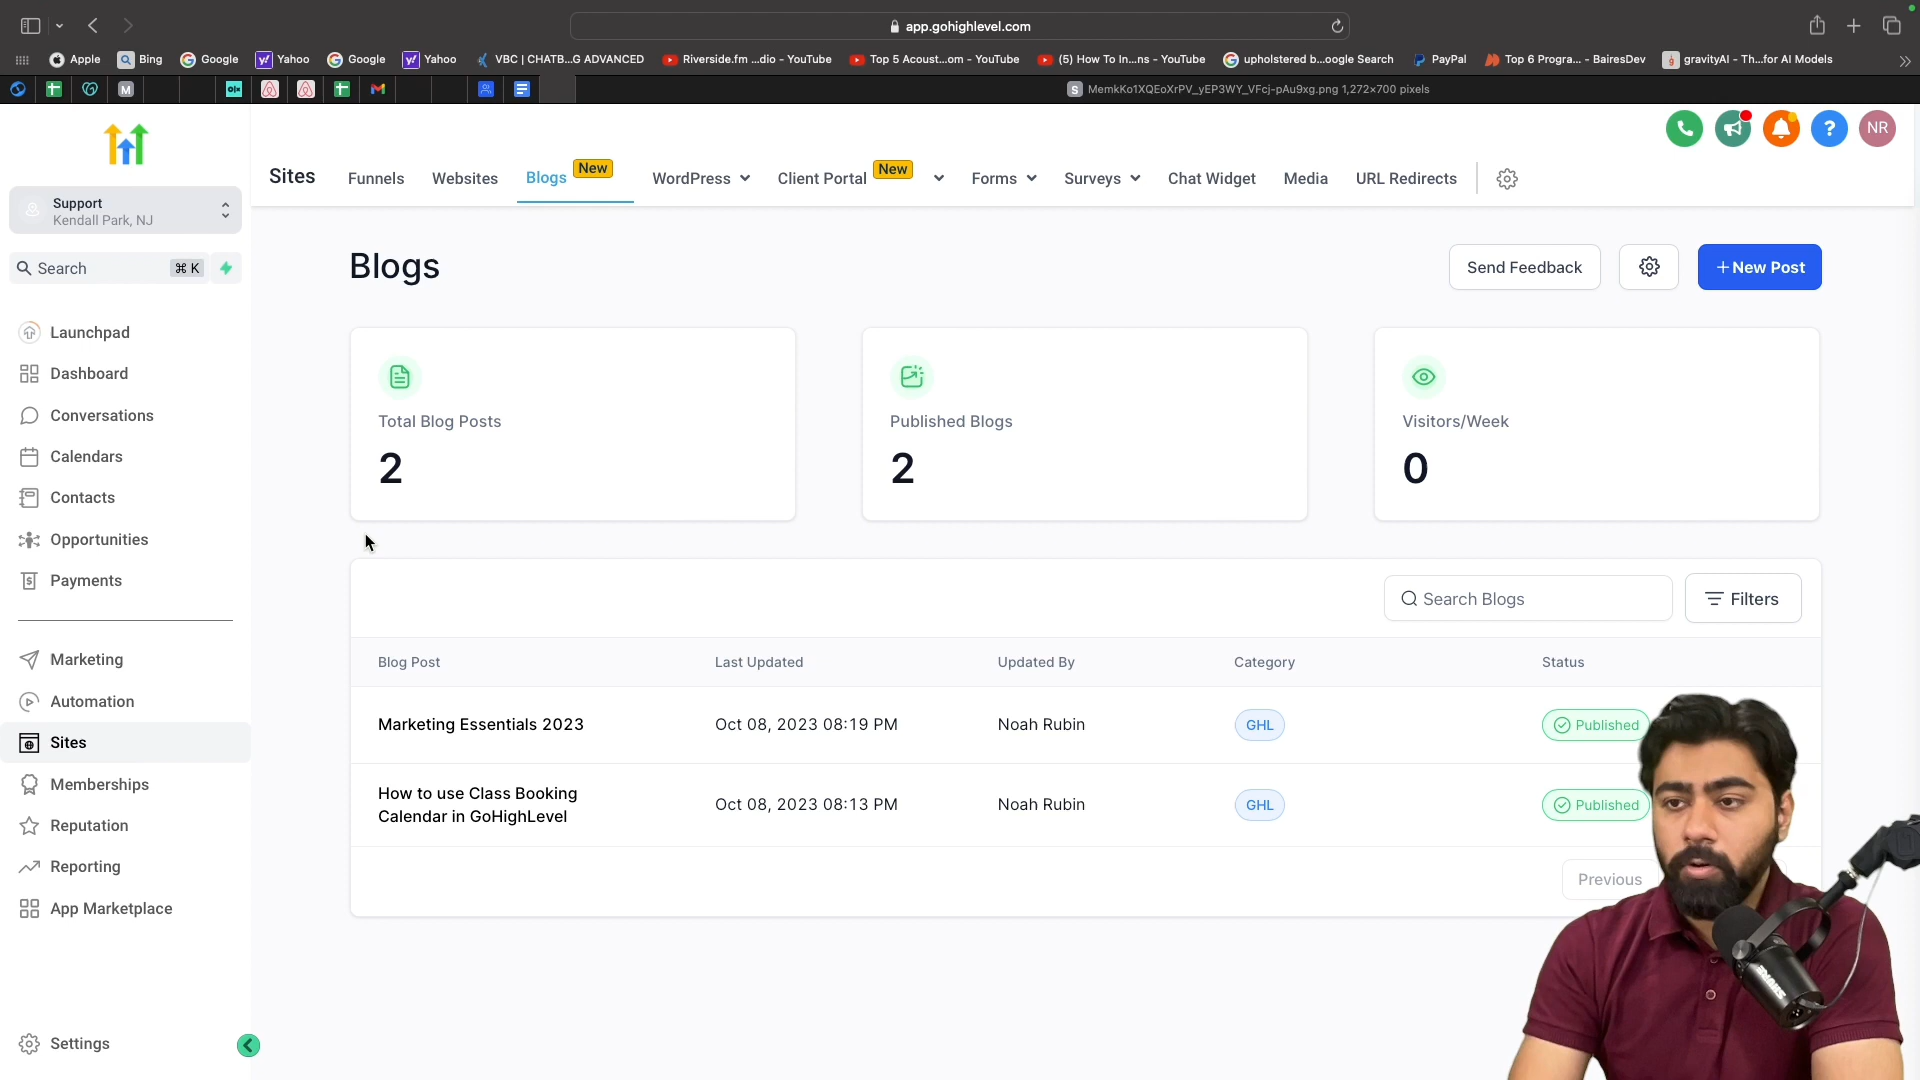 app.gohighlevel.com
Apple
Bing
Google
Yahoo
Google
Yahoo
VBC | CHATB...G ADVANCED
Riverside.fm ...dio - YouTube
Top 5 Acoust...om - YouTube
(5) How To In...ns - YouTube
upholstered b...oogle Search
PayPal
Top 6 Progra... - BairesDev
gravityAI - Th...for AI Models
MemkKo1XQEoXrPV_yEP3WY_VFcj-pAu9xg.png 1,272×700 pixels
NR
Support
Kendall Park, NJ
Search
⌘ K
Launchpad
Dashboard
Conversations
Calendars
Contacts
Opportunities
Payments
Marketing
Automation
Sites
Memberships
Reputation
Reporting
App Marketplace
Settings
Sites
Funnels
Websites
Blogs
New
WordPress
Client Portal
New
Forms
Surveys
Chat Widget
Media
URL Redirects
Blogs
Send Feedback
+ New Post
Total Blog Posts
2
Published Blogs
2
Visitors/Week
0
Search Blogs
Filters
Blog Post
Last Updated
Updated By
Category
Status
Marketing Essentials 2023
Oct 08, 2023 08:19 PM
Noah Rubin
GHL
Published
How to use Class Booking
Calendar in GoHighLevel
Oct 08, 2023 08:13 PM
Noah Rubin
GHL
Published
Previous